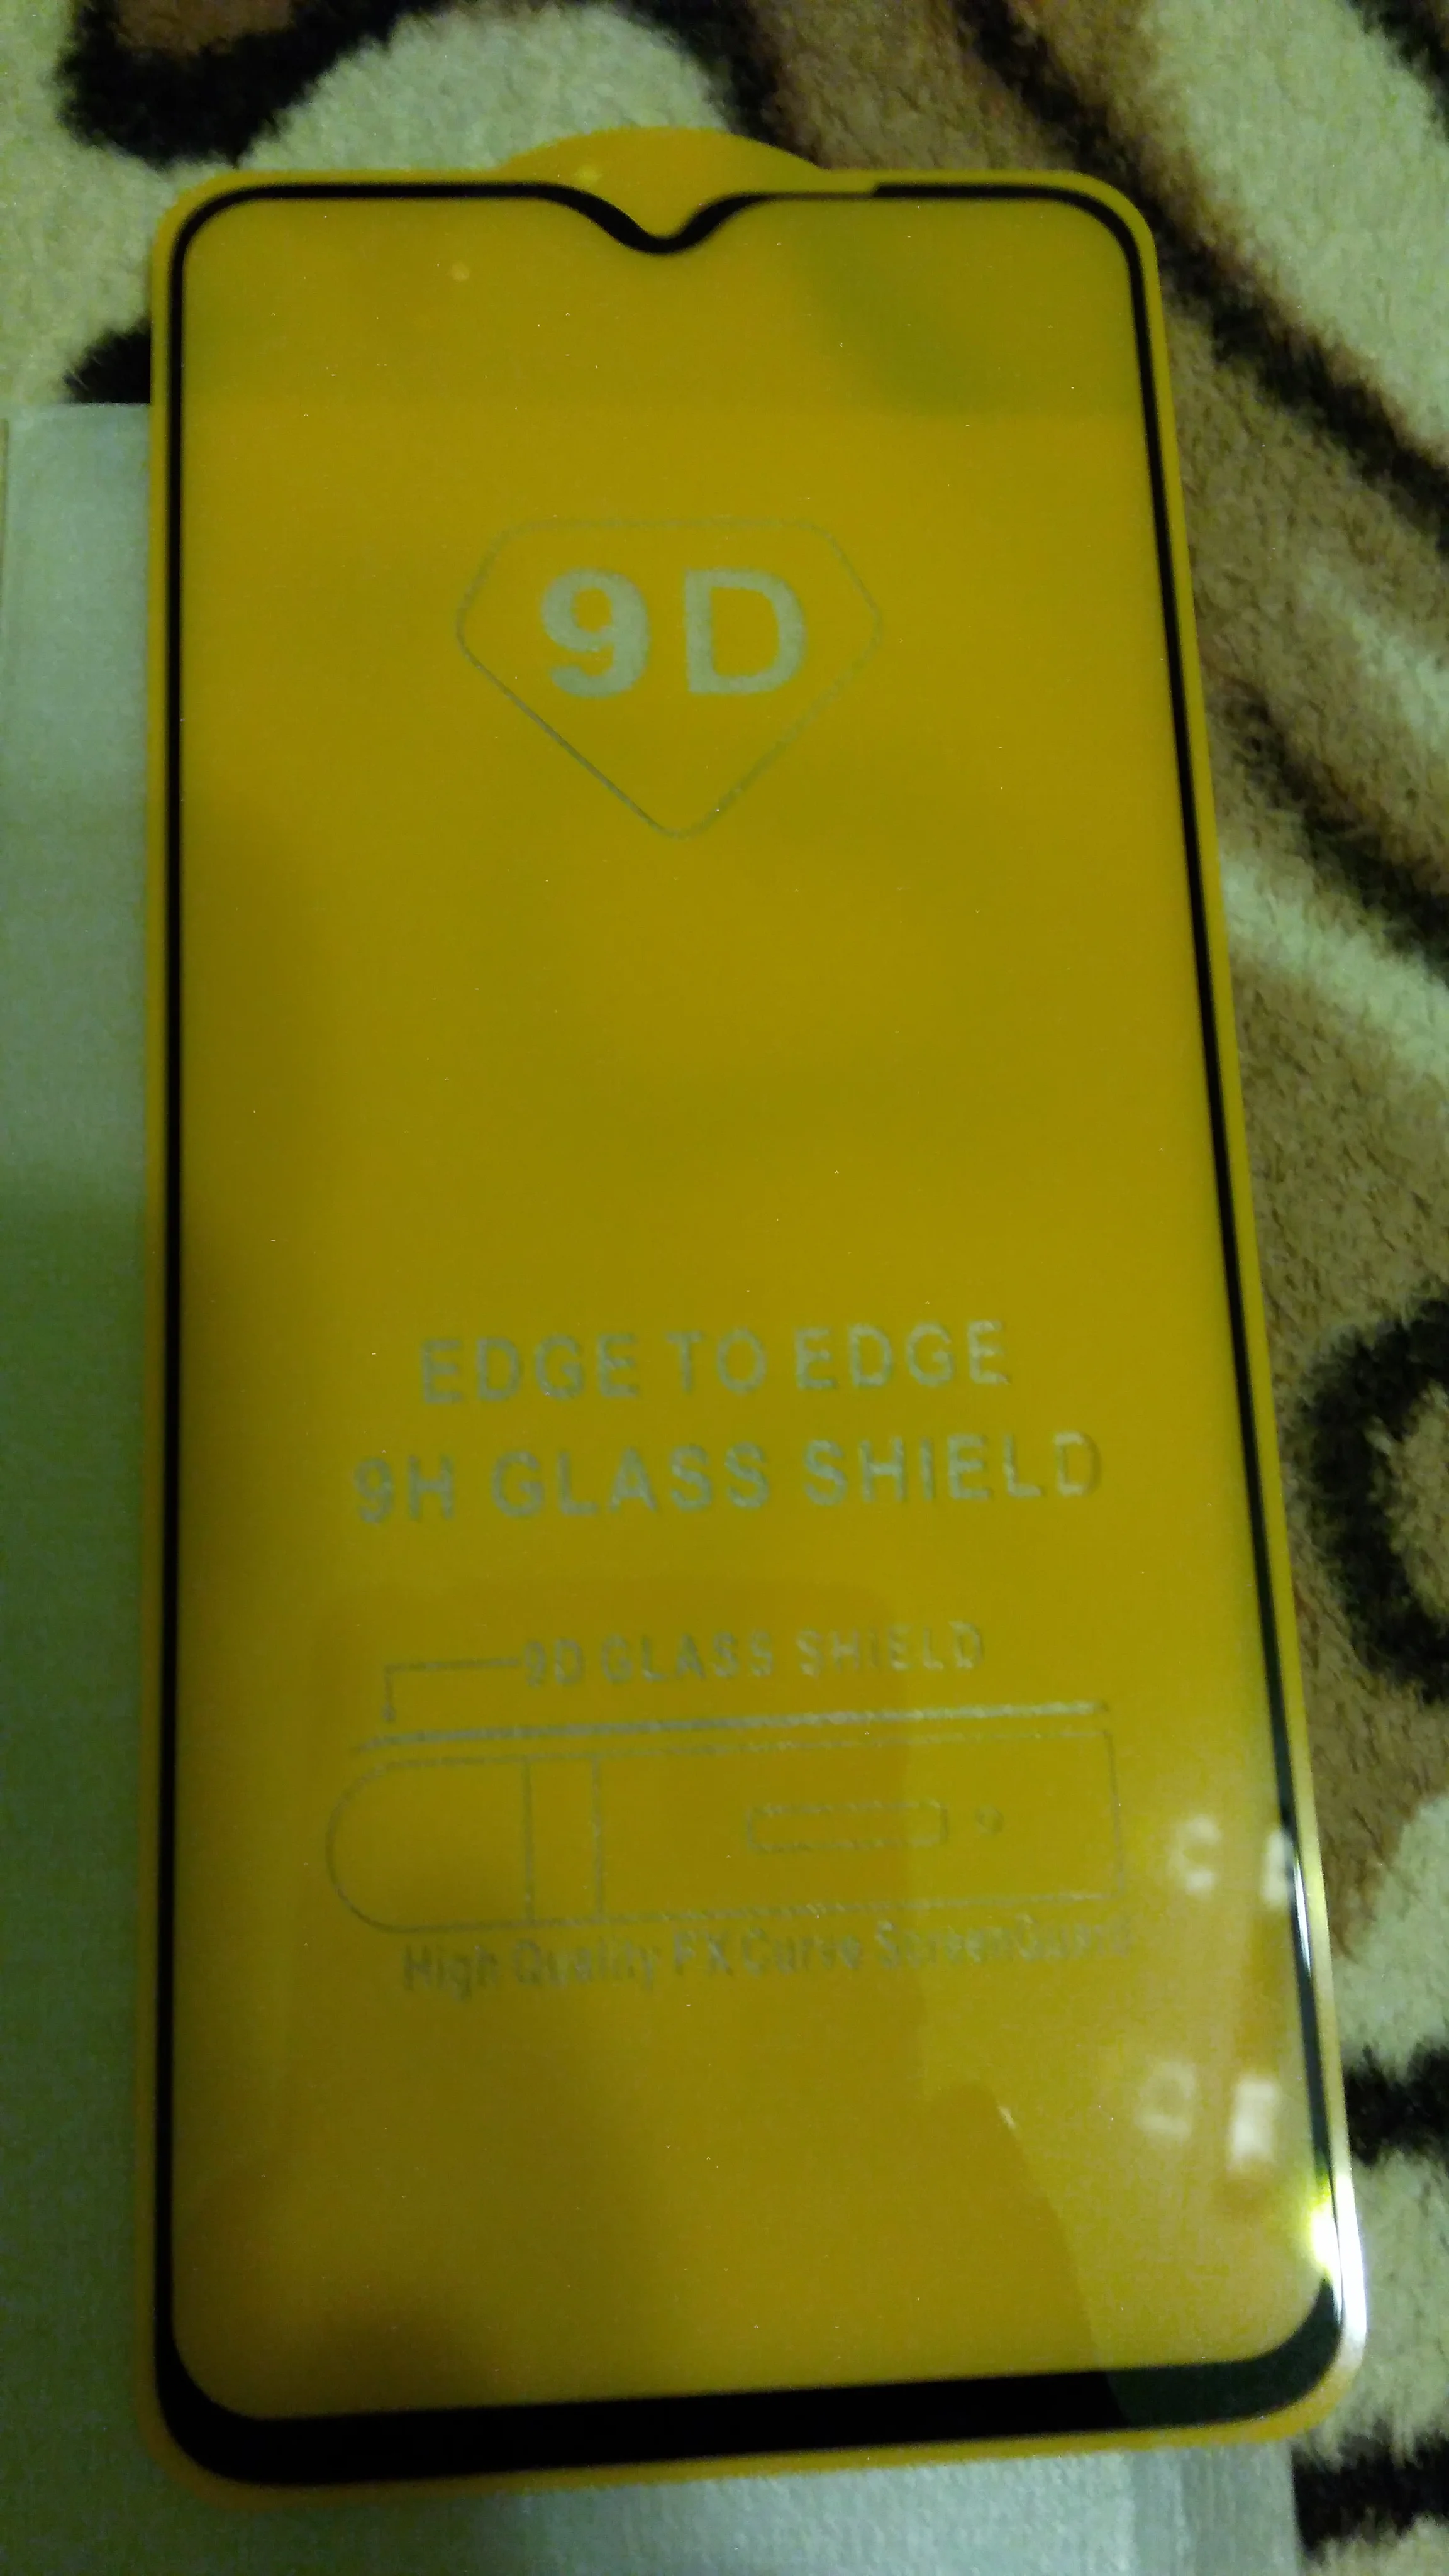 9D
EDGE TO EDGE
9H GLASS SHIELD
9D GLASS SHIELD
High Quality FX Curve ScreenGuard